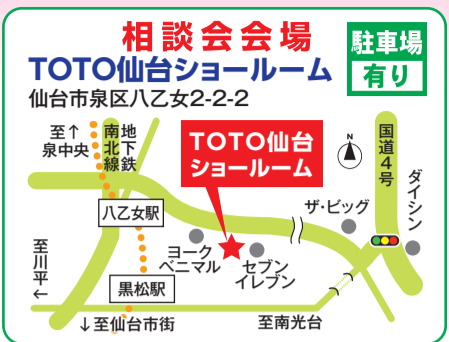 相談会会場
駐車場
有り
TOTO仙台ショールーム
仙台市泉区八乙女2-2-2
至↑
泉中央
地下鉄
南北線
TOTO仙台
ショールーム
N
国道4号
ダイシン
ザ・ビッグ
八乙女駅
ヨーク
ベニマル
セブン
イレブン
至川平←
黒松駅
↓至仙台市街
至南光台